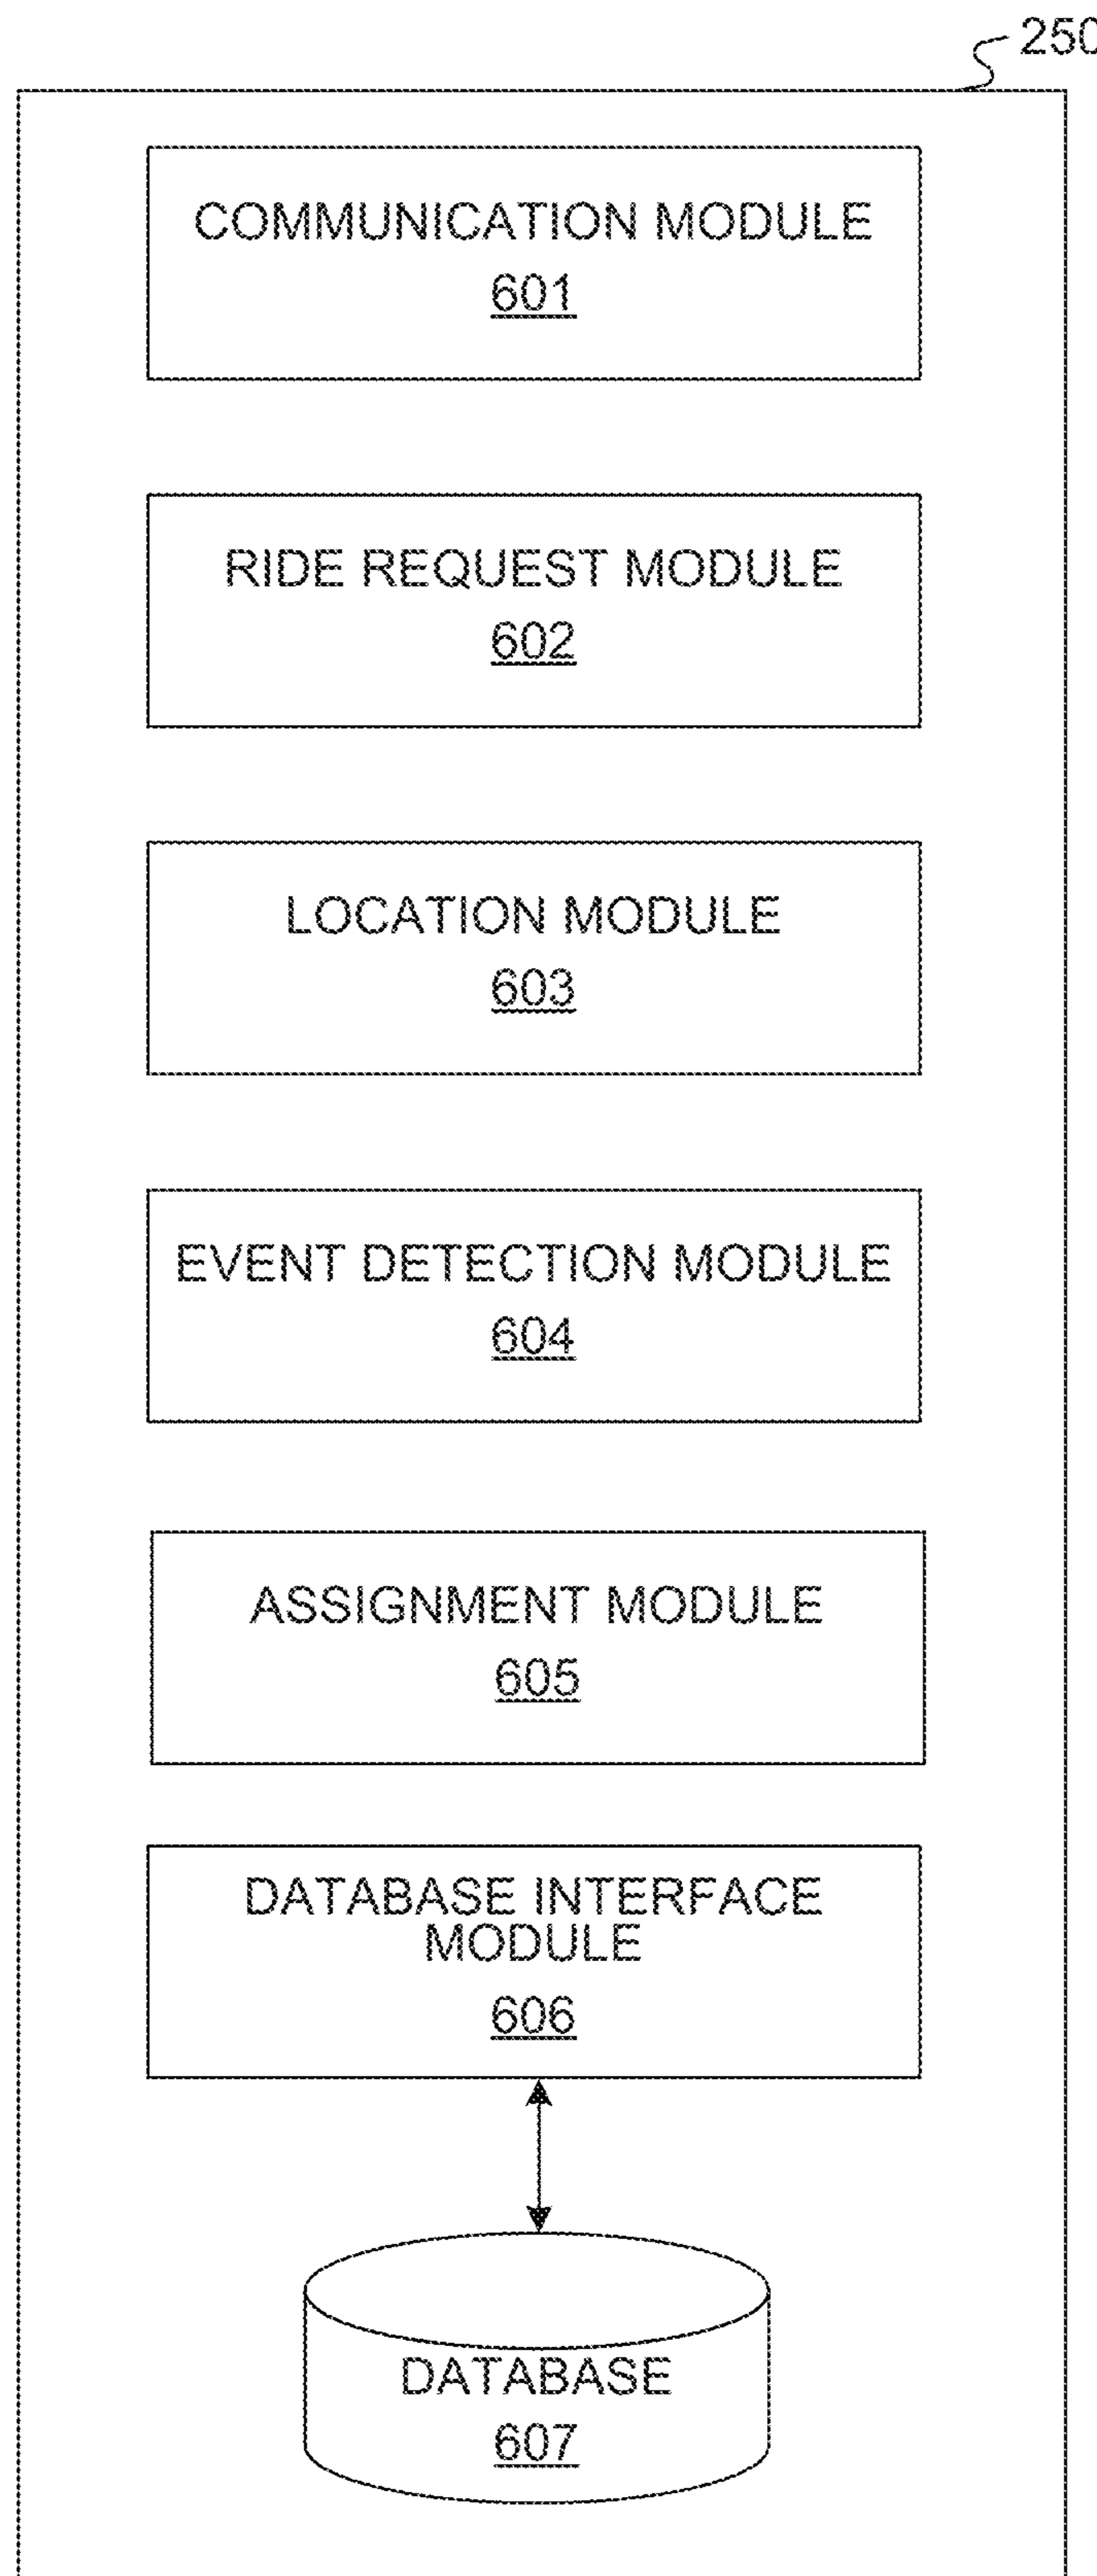 250
COMMUNICATION MODULE
601
RIDE REQUEST MODULE
602
LOCATION MODULE
603
EVENT DETECTION MODULE
604
ASSIGNMENT MODULE
605
DATABASE INTERFACE
MODULE
606
DATABASE
607